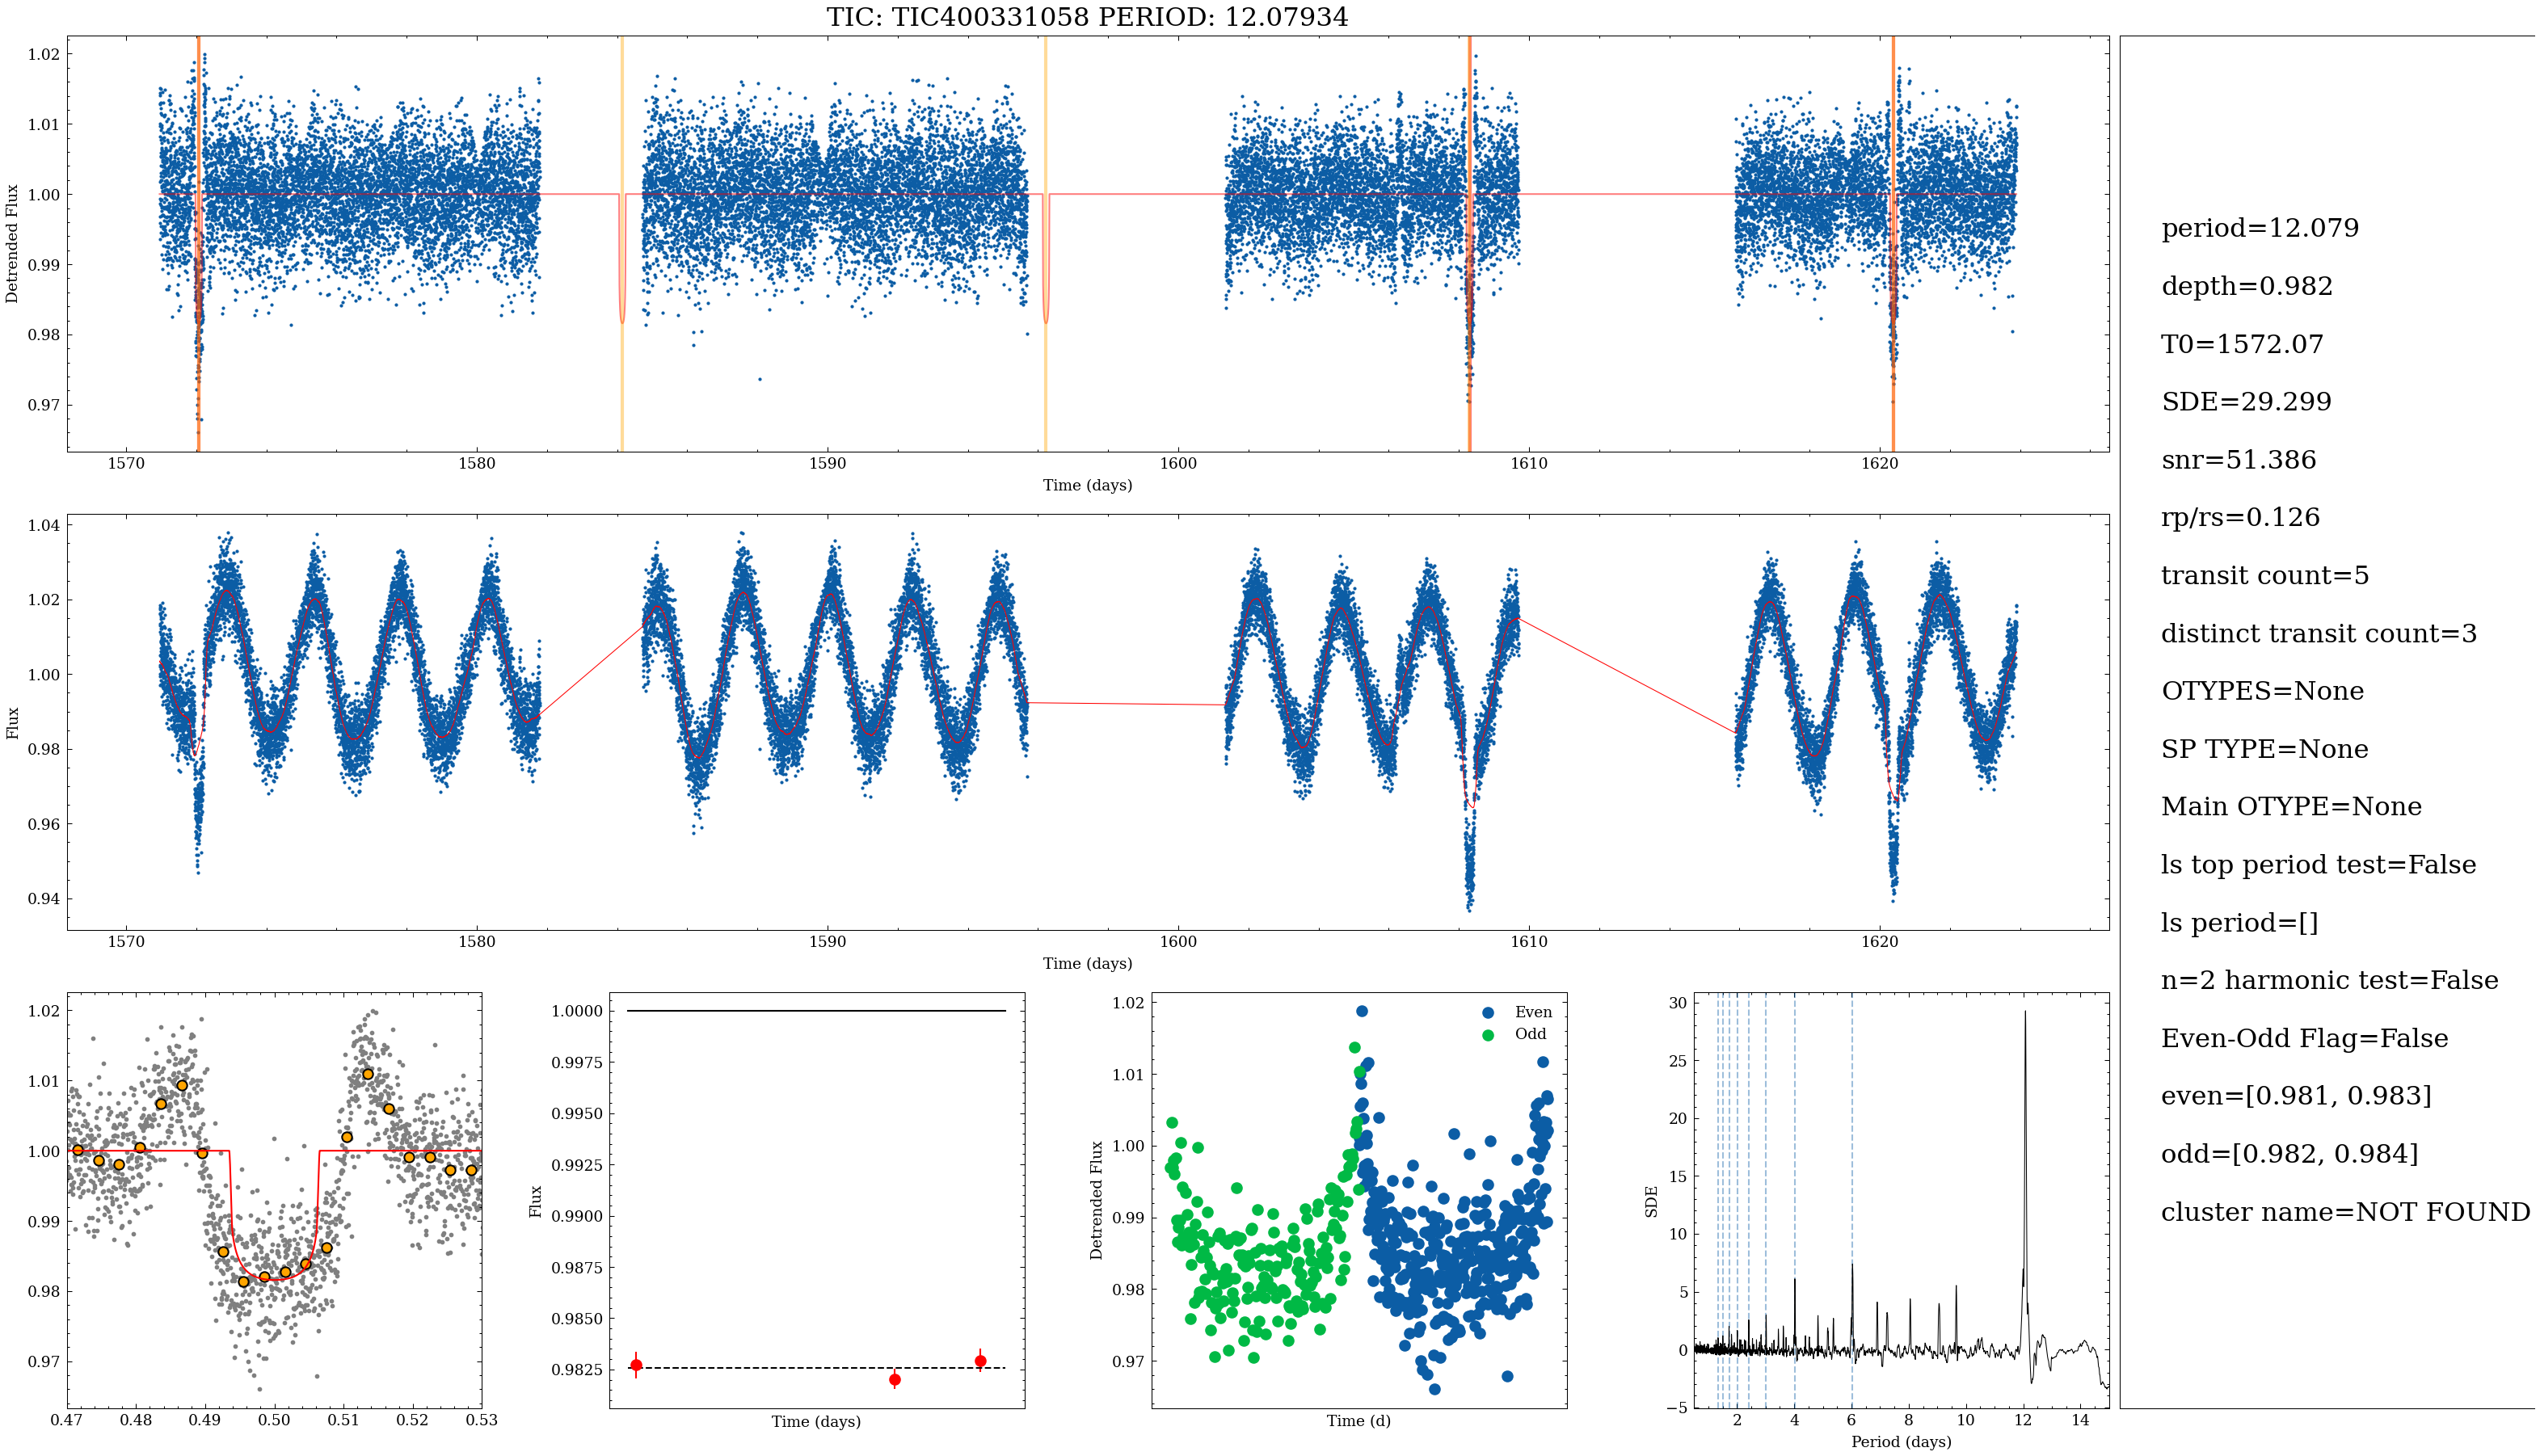 TIC: TIC400331058 PERIOD: 12.07934
1.02
1.01
1.00
0.99
0.98
0.97
Detrended Flux
1570 1580 1590 1600 1610 1620
Time (days)
1.04
1.02
1.00
0.98
0.96
0.94
Flux
1570 1580 1590 1600 1610 1620
Time (days)
1.02
1.01
1.00
0.99
0.98
0.97
0.47 0.48 0.49 0.50 0.51 0.52 0.53
1.0000
0.9975
0.9950
0.9925
0.9900
0.9875
0.9850
0.9825
Flux
Time (days)
1.02
1.01
1.00
0.99
0.98
0.97
Detrended Flux
Even
Odd
Time (d)
30
25
20
15
10
5
0
−5
SDE
2 4 6 8 10 12 14
Period (days)
period=12.079
depth=0.982
T0=1572.07
SDE=29.299
snr=51.386
rp/rs=0.126
transit count=5
distinct transit count=3
OTYPES=None
SP TYPE=None
Main OTYPE=None
ls top period test=False
ls period=[]
n=2 harmonic test=False
Even-Odd Flag=False
even=[0.981, 0.983]
odd=[0.982, 0.984]
cluster name=NOT FOUND